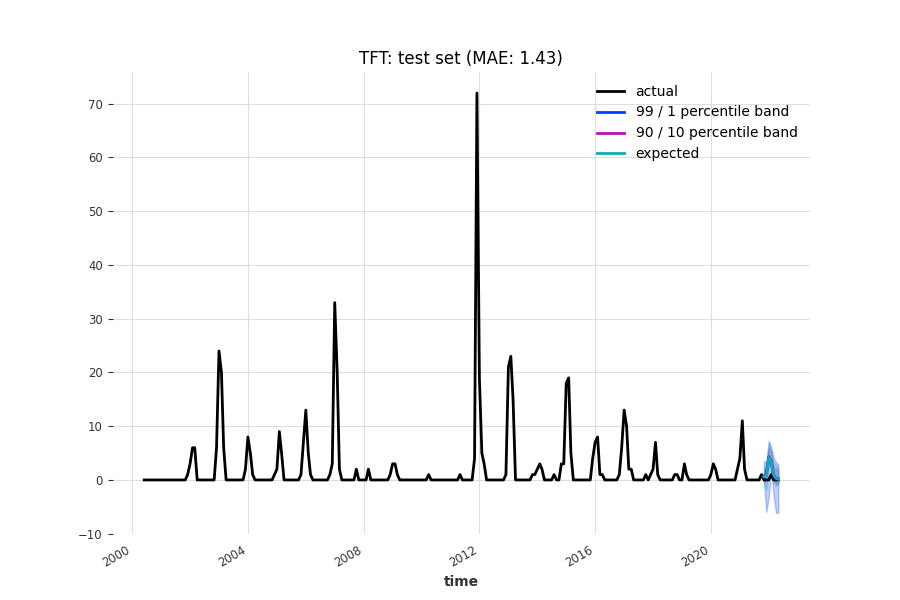 TFT: test set (MAE: 1.43)
actual
99 / 1 percentile band
90 / 10 percentile band
expected
70
60
50
40
30
20
10
0
−10
2000
2004
2008
2012
2016
2020
time